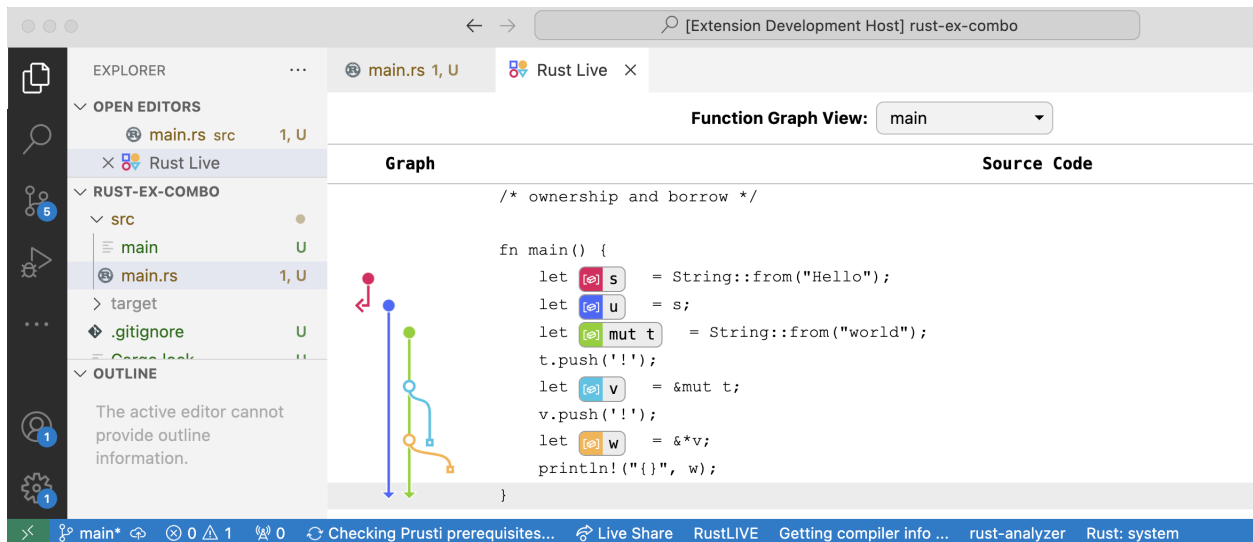 [Extension Development Host] rust-ex-combo
EXPLORER
main.rs 1, U
Rust Live
OPEN EDITORS
main.rs src 1, U
Rust Live
RUST-EX-COMBO
src
main U
main.rs 1, U
target
.gitignore U
OUTLINE
The active editor cannot
provide outline
information.
5
1
1
Function Graph View: main
Graph
Source Code
/* ownership and borrow */
fn main() {
let s = String::from("Hello");
let u = s;
let mut t = String::from("world");
t.push('!');
let v = &mut t;
v.push('!');
let w = &*v;
println!("{}", w);
}
main* 0 1 0 Checking Prusti prerequisites... Live Share RustLIVE Getting compiler info ... rust-analyzer Rust: system